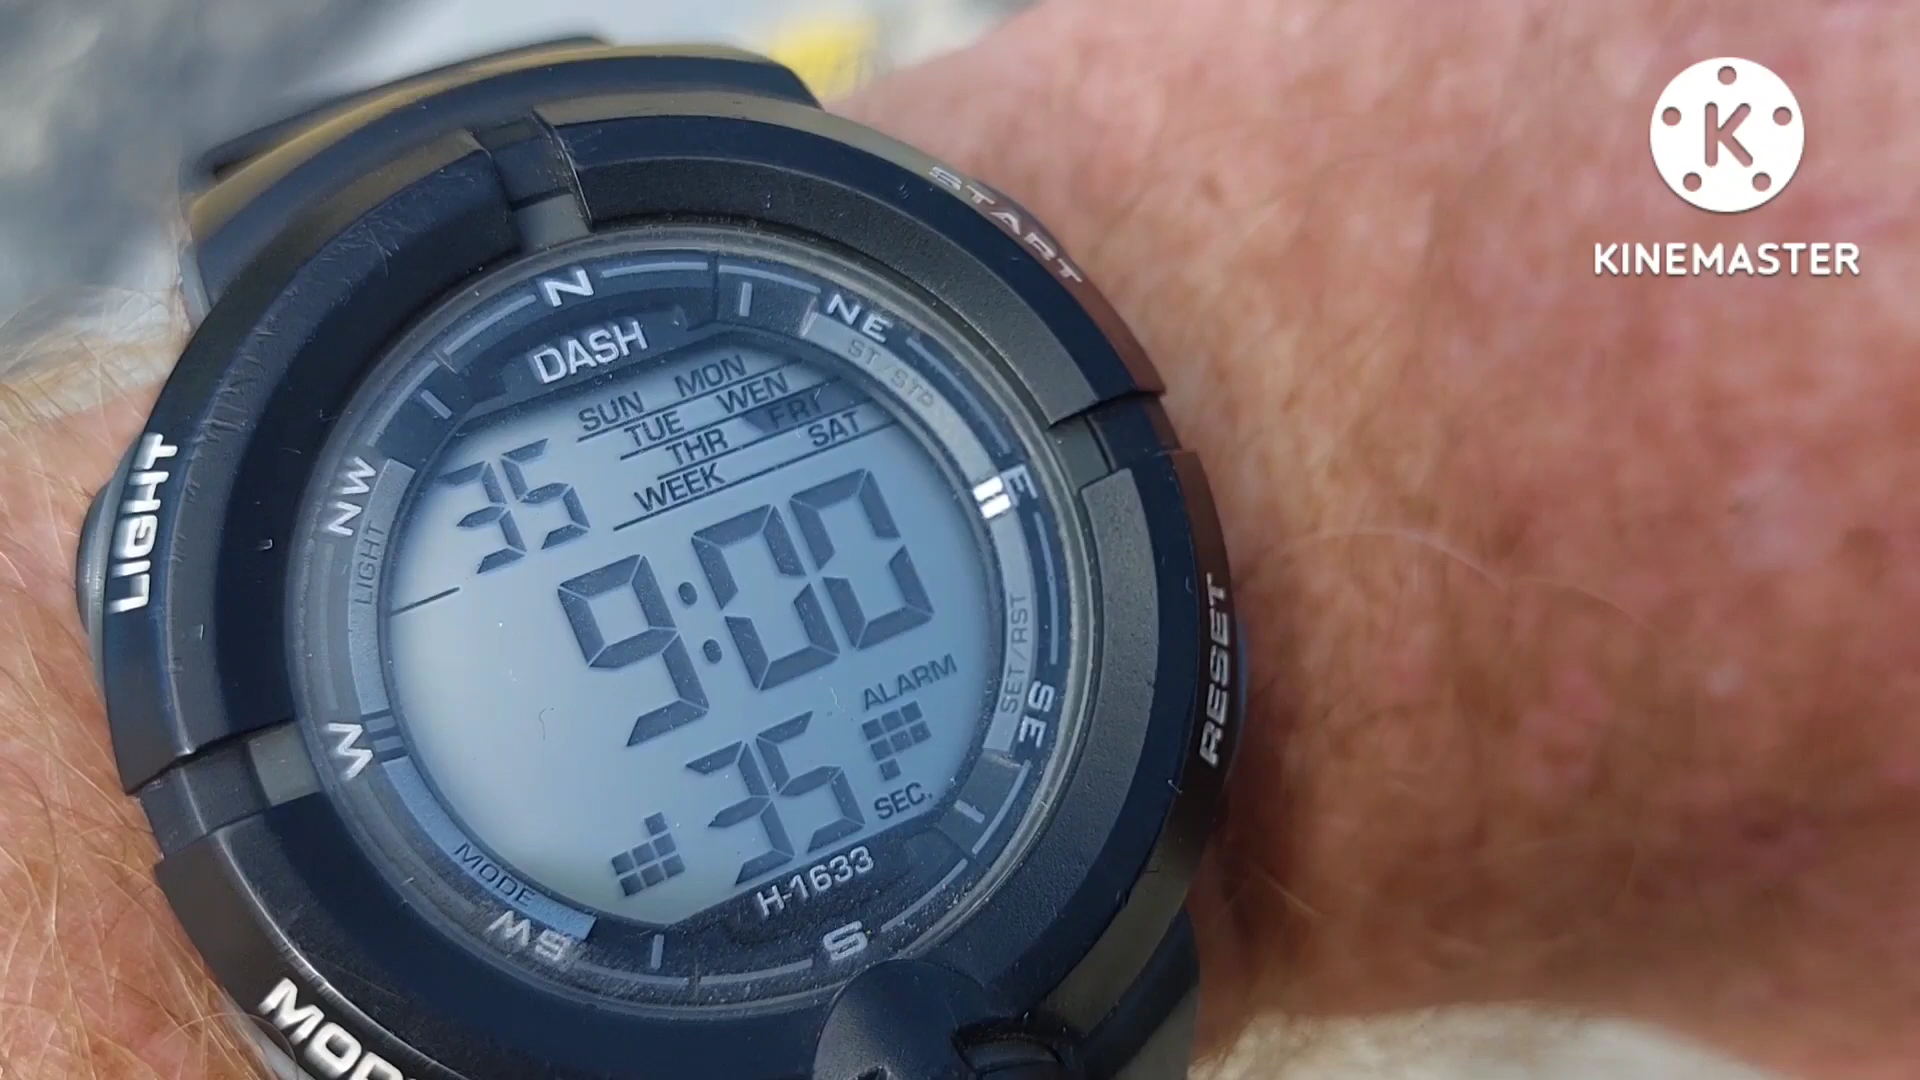 K
KINEMASTER
START
N
NE
DASH
ST/STP
SUN MON
TUE WEN
THR FRI
WEEK SAT
35
NW
LIGHT
LIGHT
E
9:00
ALARM
SET/RST
SE
RESET
W
35
SEC.
H-1633
MODE
SW
S